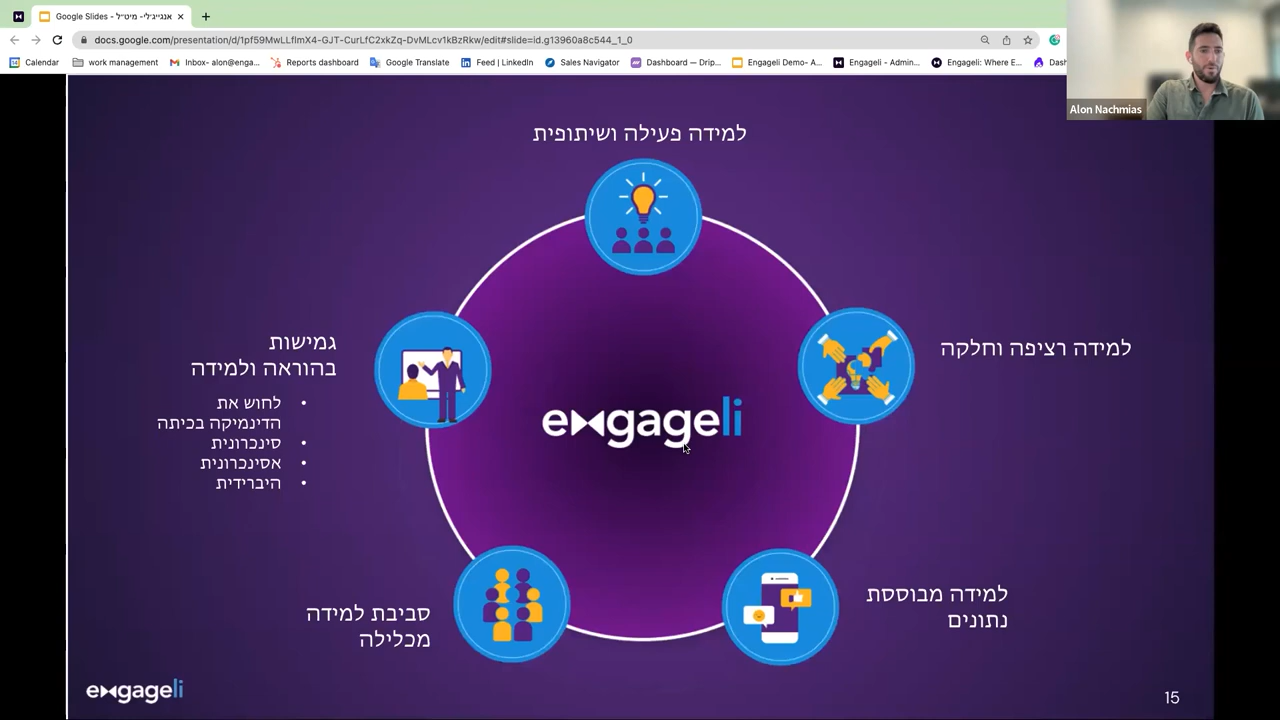 Google Slides - אנגייג'לי- מיט״ל
docs.google.com/presentation/d/1pf59MwLLfImX4-GJT-CurLfC2xkZq-DvMLcv1kBzRkw/edit#slide=id.g13960a8c544_1_0
Calendar
work management
Inbox- alon@enga...
Reports dashboard
Google Translate
Feed | LinkedIn
Sales Navigator
Dashboard — Drip...
Engageli Demo- A...
Engageli - Admin...
Engageli: Where E...
Dash
Alon Nachmias
למידה פעילה ושיתופית
למידה רציפה וחלקה
גמישות
בהוראה ולמידה
• לחוש את
הדינמיקה בכיתה
• סינכרונית
• אסינכרונית
• היברידית
engageli
למידה מבוססת
נתונים
סביבת למידה
מכלילה
engageli
15